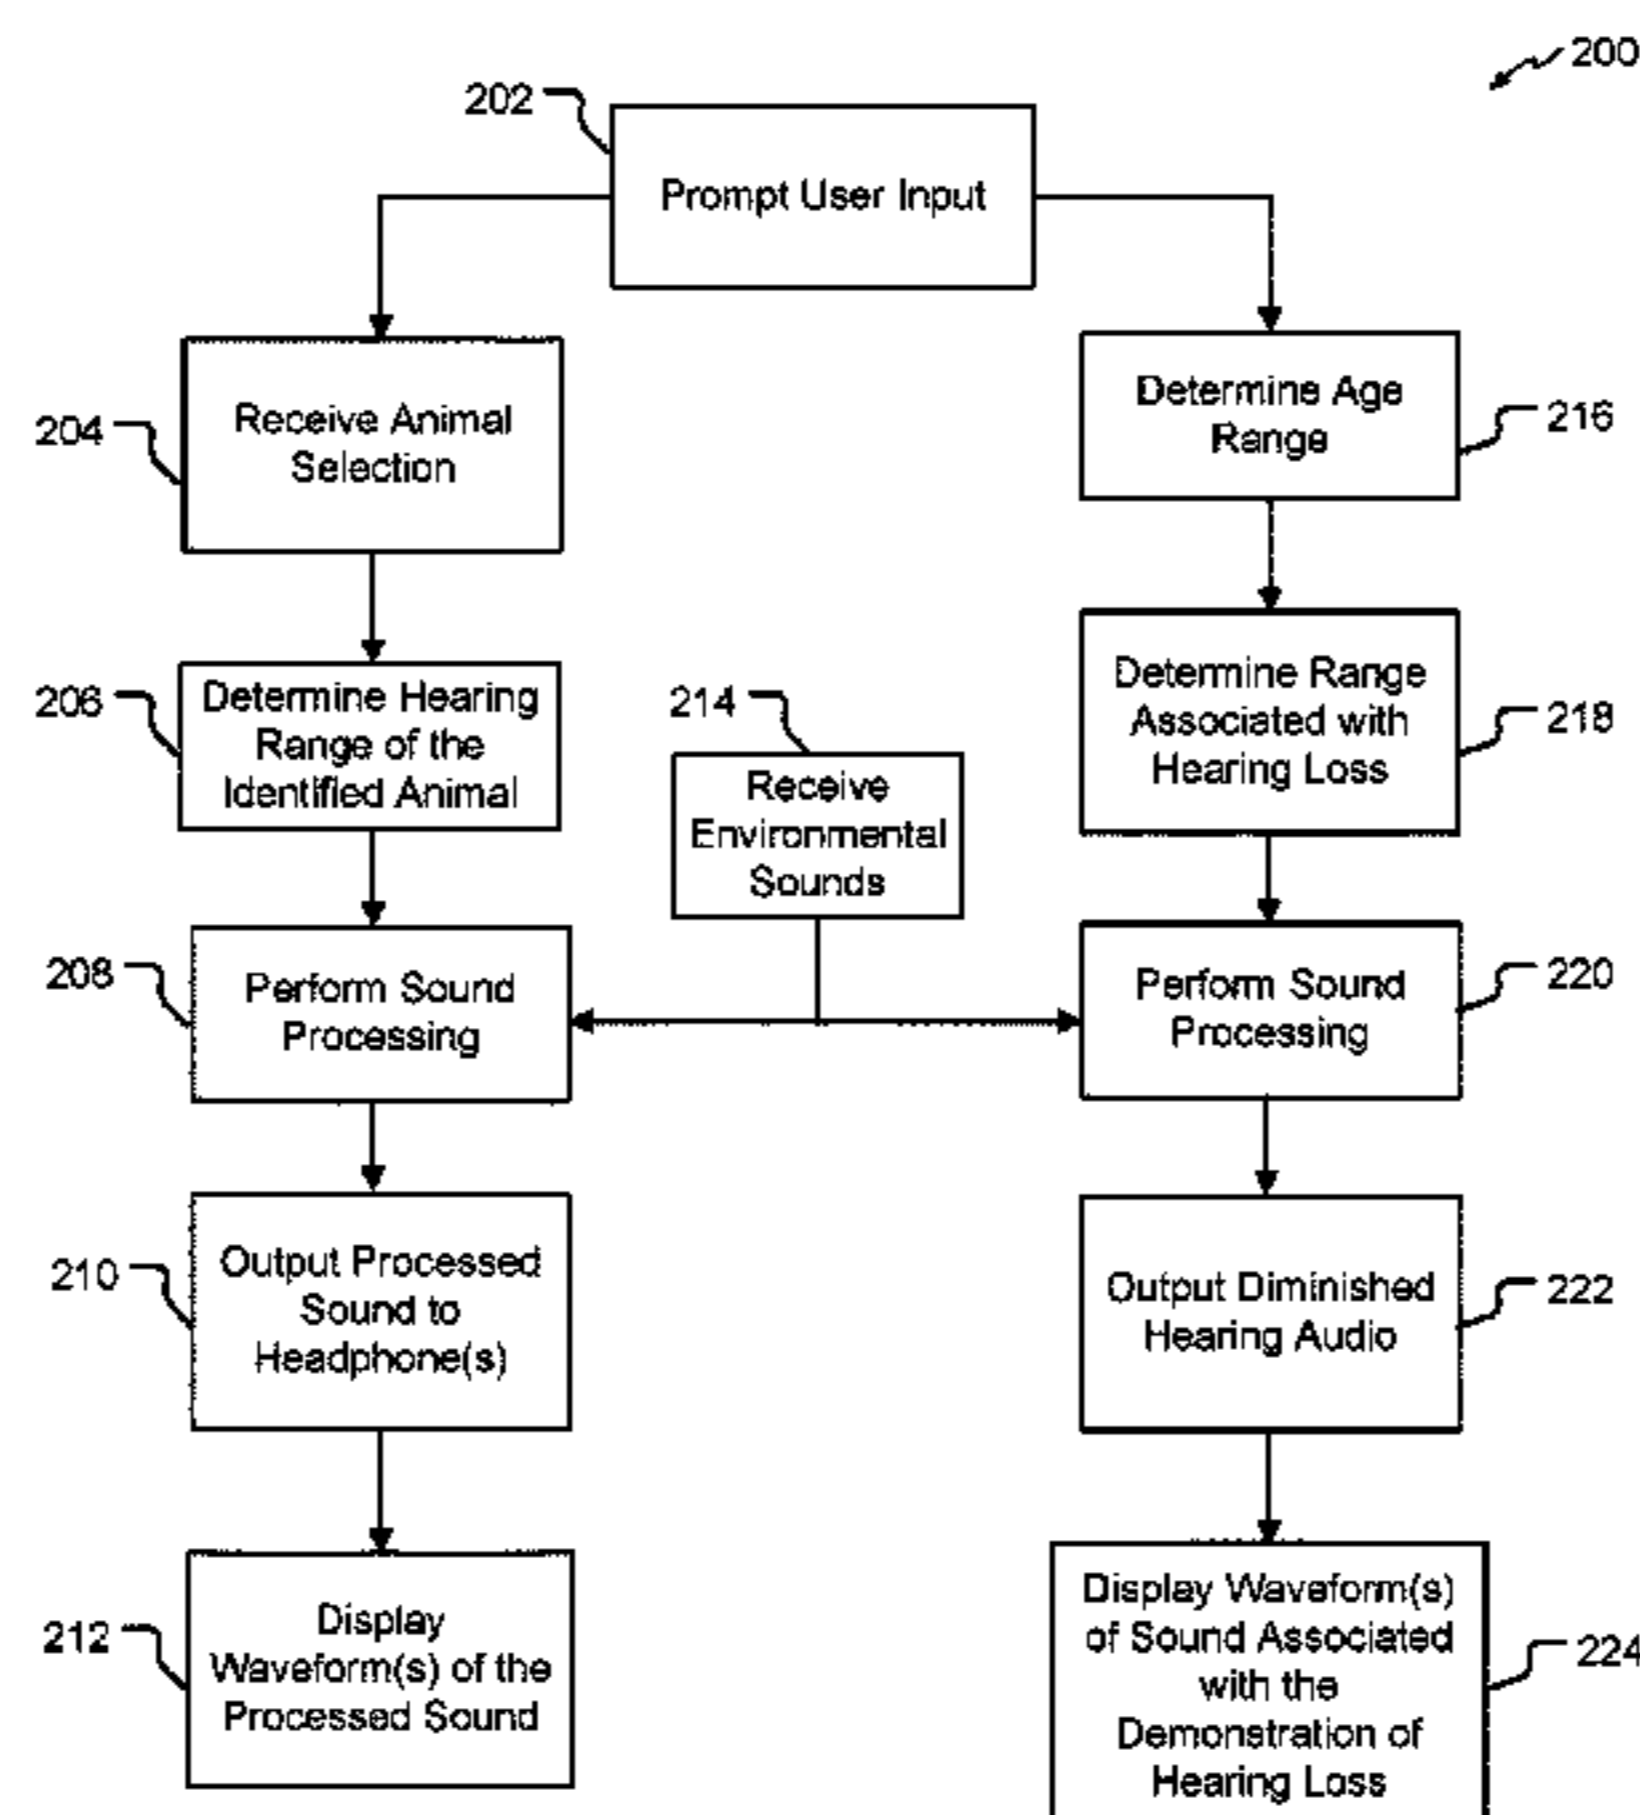 200
202
Prompt User Input
204
Receive Animal
Selection
Determine Age
Range
216
206
Determine Hearing
Range of the
Identified Animal
214
Receive
Environmental
Sounds
Determine Range
Associated with
Hearing Loss
218
208
Perform Sound
Processing
Perform Sound
Processing
220
210
Output Processed
Sound to
Headphone(s)
Output Diminished
Hearing Audio
222
212
Display
Waveform(s) of the
Processed Sound
Display Waveform(s)
of Sound Associated
with the
Demonstration of
Hearing Loss
224